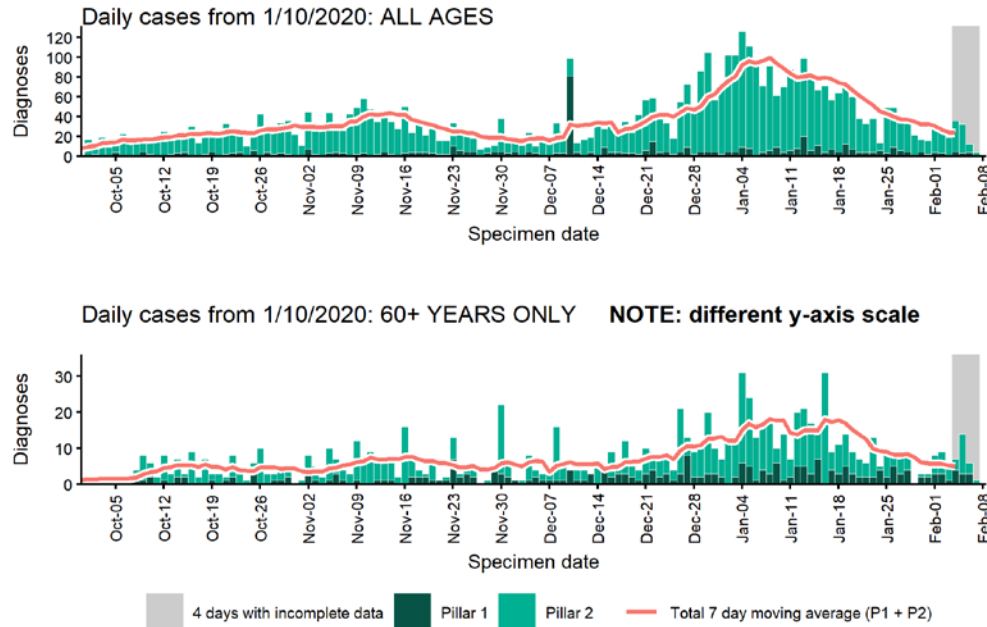 Daily cases from 1/10/2020: ALL AGES
Diagnoses
120
100
80
60
40
20
0
Oct-05
Oct-12
Oct-19
Oct-26
Nov-02
Nov-09
Nov-16
Nov-23
Nov-30
Dec-07
Dec-14
Dec-21
Dec-28
Jan-04
Jan-11
Jan-18
Jan-25
Feb-01
Feb-08
Specimen date
Daily cases from 1/10/2020: 60+ YEARS ONLY NOTE: different y-axis scale
Diagnoses
30
20
10
0
Oct-05
Oct-12
Oct-19
Oct-26
Nov-02
Nov-09
Nov-16
Nov-23
Nov-30
Dec-07
Dec-14
Dec-21
Dec-28
Jan-04
Jan-11
Jan-18
Jan-25
Feb-01
Feb-08
Specimen date
4 days with incomplete data Pillar 1 Pillar 2 Total 7 day moving average (P1 + P2)